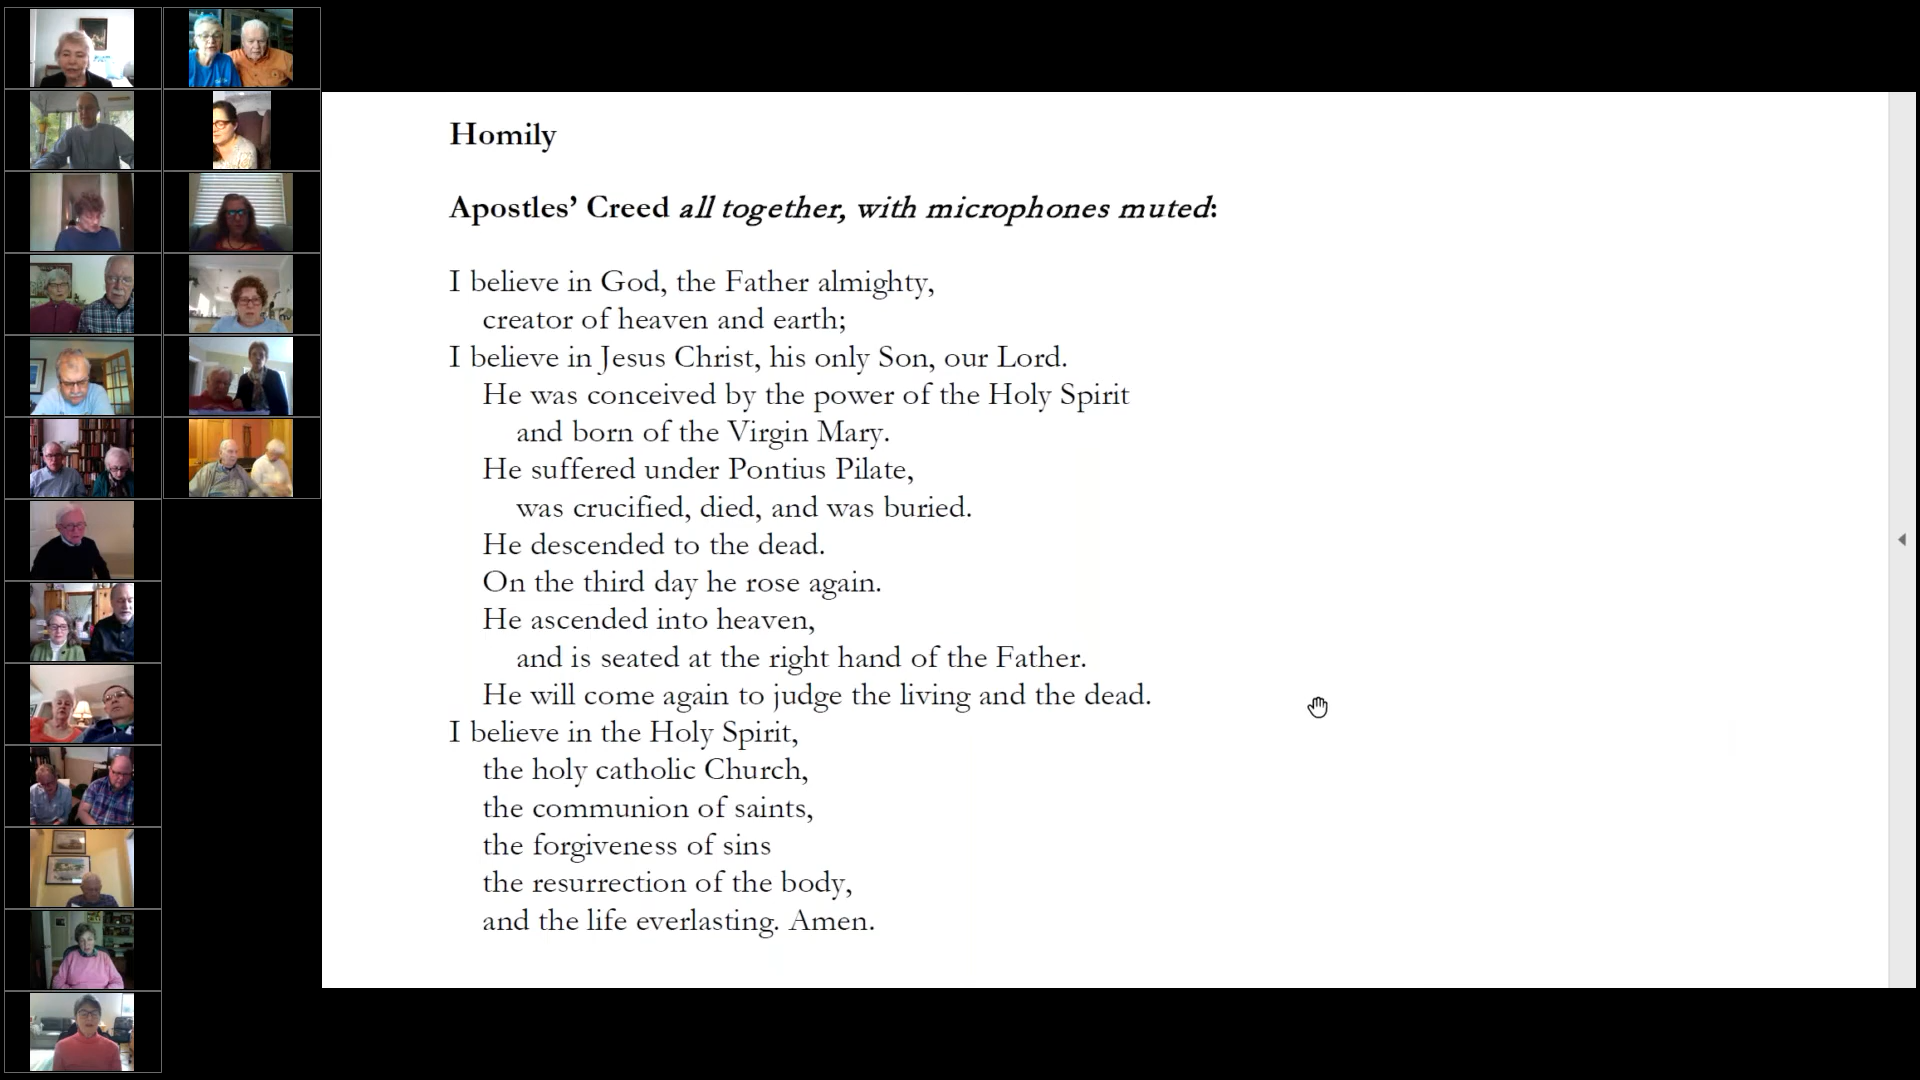 Homily
Apostles’ Creed all together, with microphones muted:
I believe in God, the Father almighty,
creator of heaven and earth;
I believe in Jesus Christ, his only Son, our Lord.
He was conceived by the power of the Holy Spirit
and born of the Virgin Mary.
He suffered under Pontius Pilate,
was crucified, died, and was buried.
He descended to the dead.
On the third day he rose again.
He ascended into heaven,
and is seated at the right hand of the Father.
He will come again to judge the living and the dead.
I believe in the Holy Spirit,
the holy catholic Church,
the communion of saints,
the forgiveness of sins
the resurrection of the body,
and the life everlasting. Amen.